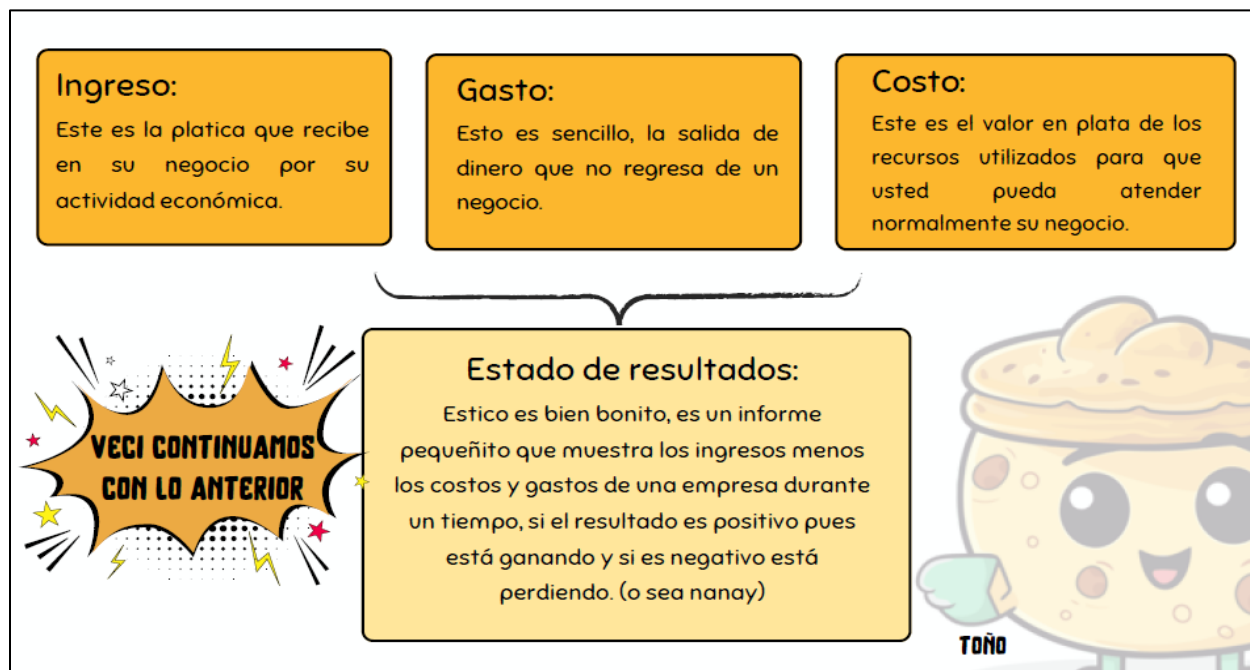 Ingreso:
Este es la platica que recibe
en su negocio por su
actividad económica.
Gasto:
Esto es sencillo, la salida de
dinero que no regresa de un
negocio.
Costo:
Este es el valor en plata de los
recursos utilizados para que
usted pueda atender
normalmente su negocio.
VECI CONTINUAMOS
CON LO ANTERIOR
Estado de resultados:
Estico es bien bonito, es un informe
pequeñito que muestra los ingresos menos
los costos y gastos de una empresa durante
un tiempo, si el resultado es positivo pues
está ganando y si es negativo está
perdiendo. (o sea nanay)
TOÑO